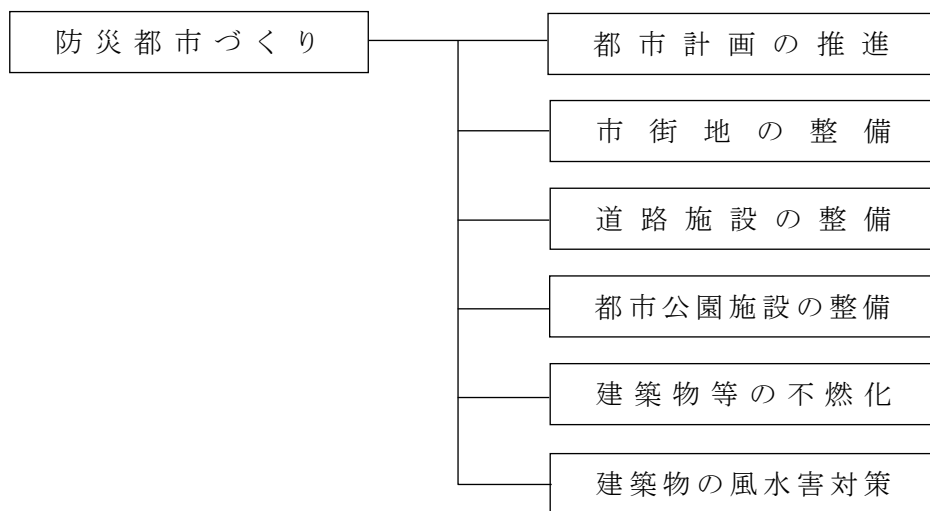 防災都市づくり
都市計画の推進
市街地の整備
道路施設の整備
都市公園施設の整備
建築物等の不燃化
建築物の風水害対策